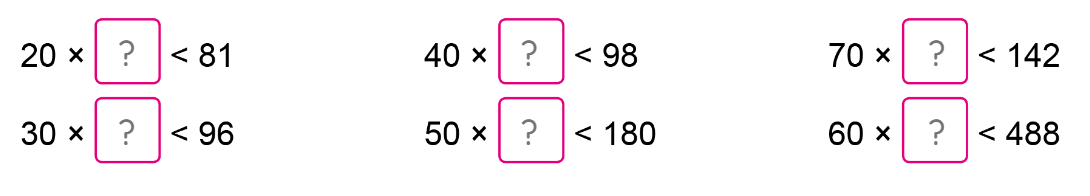 20 × ? < 81 40 × ? < 98 70 × ? < 142
30 × ? < 96 50 × ? < 180 60 × ? < 488